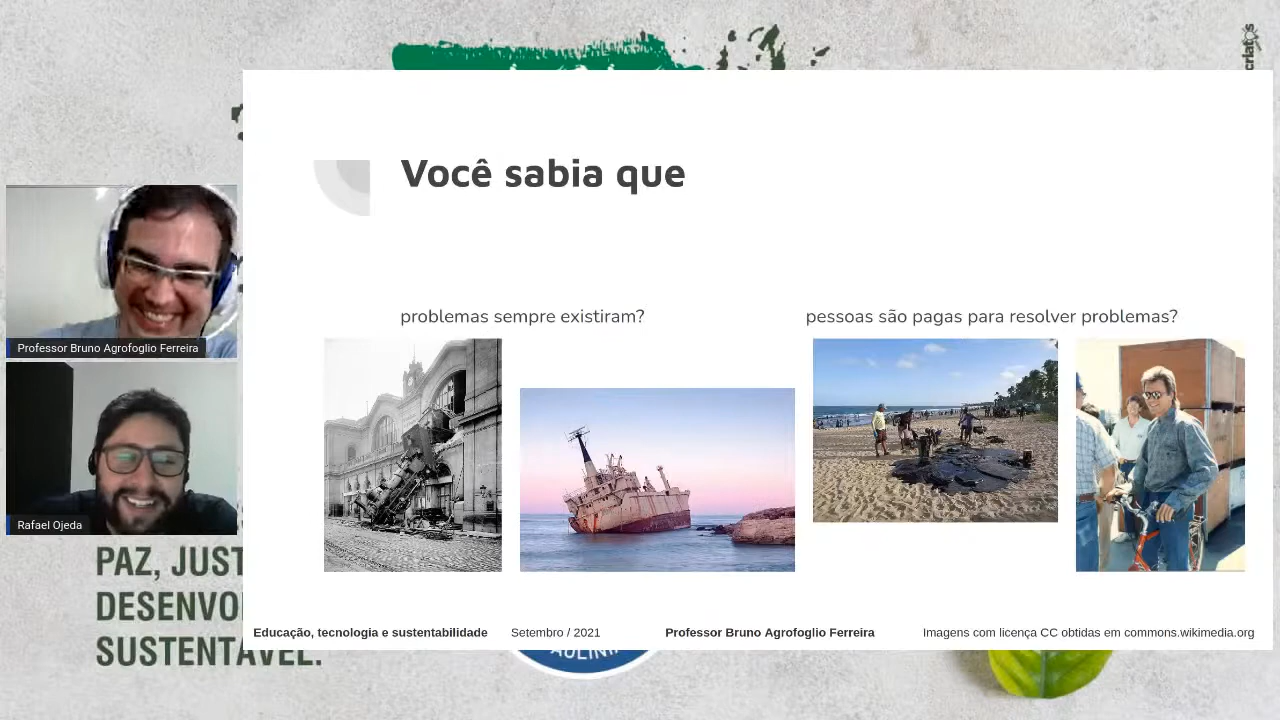 criatos
Você sabia que
problemas sempre existiram?
pessoas são pagas para resolver problemas?
Professor Bruno Agrofoglio Ferreira
Rafael Ojeda
PAZ, JUST
DESENVO
SUSTENTÁVEL.
Educação, tecnologia e sustentabilidade
Setembro / 2021
Professor Bruno Agrofoglio Ferreira
Imagens com licença CC obtidas em commons.wikimedia.org